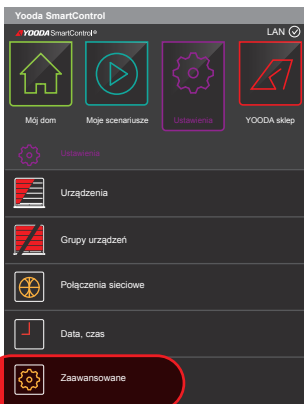 Yooda SmartControl
YOODA SmartControl® LAN
Mój dom Moje scenariusze Ustawienia YOODA sklep
Ustawienia
Urządzenia
Grupy urządzeń
Połączenia sieciowe
Data, czas
Zaawansowane